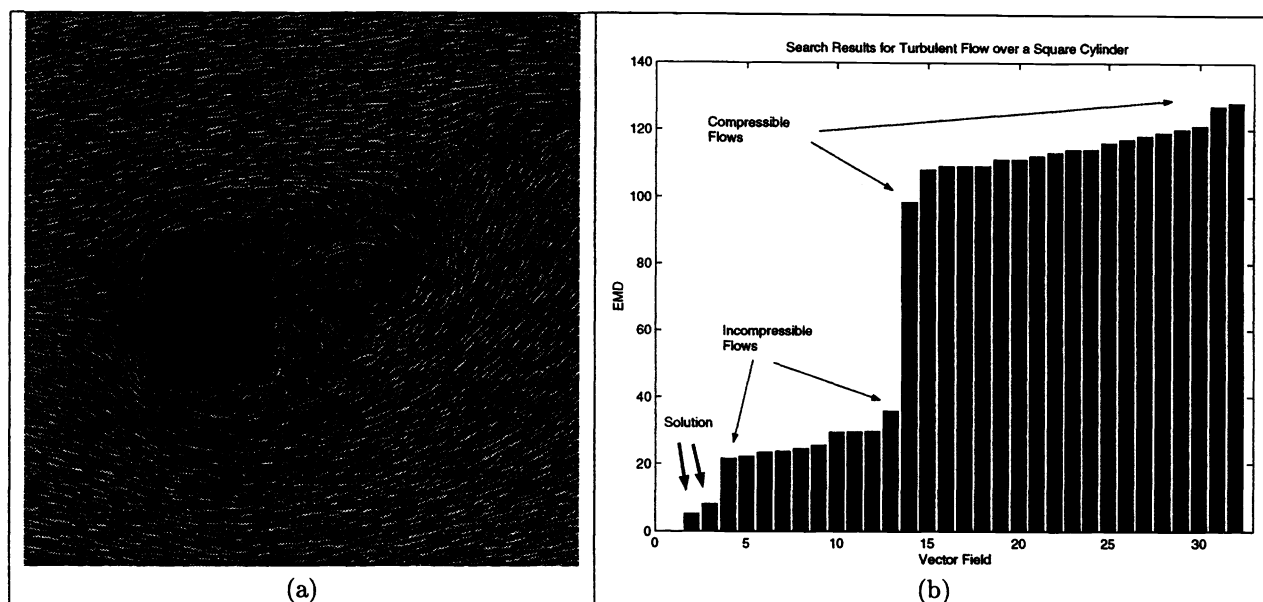 Search Results for Turbulent Flow over a Square Cylinder
140
120
100
80
60
40
20
0
EMD
Compressible
Flows
Incompressible
Flows
Solution
0 5 10 15 20 25 30
Vector Field
(a)
(b)